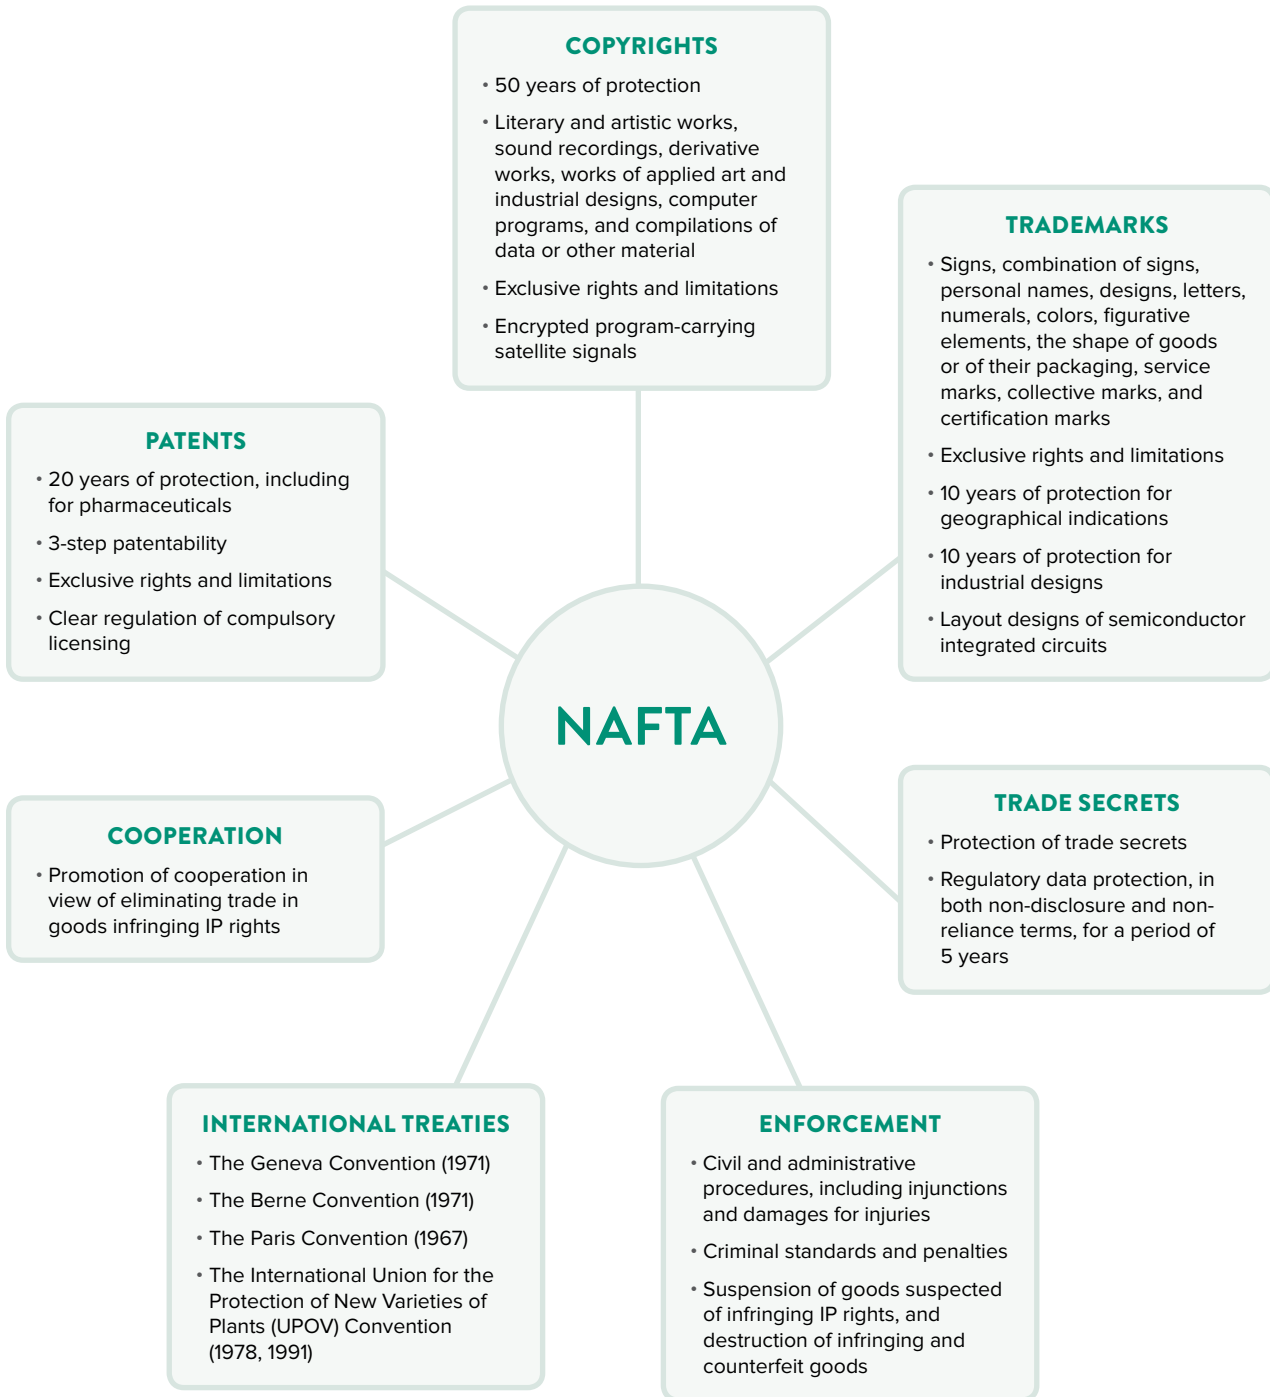 COPYRIGHTS
• 50 years of protection
• Literary and artistic works,
sound recordings, derivative
works, works of applied art and
industrial designs, computer
programs, and compilations of
data or other material
• Exclusive rights and limitations
• Encrypted program-carrying
satellite signals
TRADEMARKS
• Signs, combination of signs,
personal names, designs, letters,
numerals, colors, figurative
elements, the shape of goods
or of their packaging, service
marks, collective marks, and
certification marks
• Exclusive rights and limitations
• 10 years of protection for
geographical indications
• 10 years of protection for
industrial designs
• Layout designs of semiconductor
integrated circuits
PATENTS
• 20 years of protection, including
for pharmaceuticals
• 3-step patentability
• Exclusive rights and limitations
• Clear regulation of compulsory
licensing
NAFTA
COOPERATION
• Promotion of cooperation in
view of eliminating trade in
goods infringing IP rights
TRADE SECRETS
• Protection of trade secrets
• Regulatory data protection, in
both non-disclosure and non-
reliance terms, for a period of
5 years
INTERNATIONAL TREATIES
• The Geneva Convention (1971)
• The Berne Convention (1971)
• The Paris Convention (1967)
• The International Union for the
Protection of New Varieties of
Plants (UPOV) Convention
(1978, 1991)
ENFORCEMENT
• Civil and administrative
procedures, including injunctions
and damages for injuries
• Criminal standards and penalties
• Suspension of goods suspected
of infringing IP rights, and
destruction of infringing and
counterfeit goods